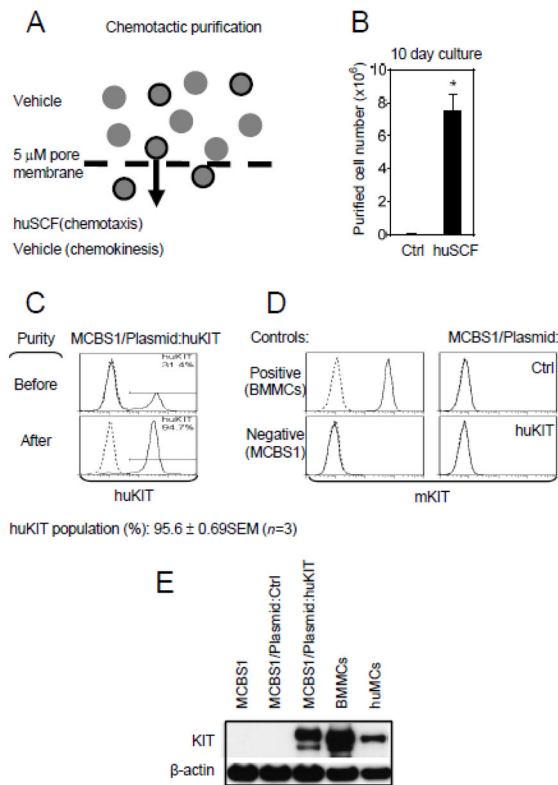 A
Chemotactic purification
Vehicle
5 µM pore
membrane
huSCF(chemotaxis)
Vehicle (chemokinesis)
B
10 day culture
Purified cell number (x10⁶)
8
6
4
2
0
*
Ctrl huSCF
C
Purity MCBS1/Plasmid:huKIT
Before
huKIT
31.4%
After
huKIT
94.7%
huKIT
D
Controls: MCBS1/Plasmid:
Positive
(BMMCs)
Ctrl
Negative
(MCBS1)
huKIT
mKIT
huKIT population (%): 95.6 ± 0.69SEM (n=3)
E
MCBS1
MCBS1/Plasmid:Ctrl
MCBS1/Plasmid:huKIT
BMMCs
huMCs
KIT
β-actin